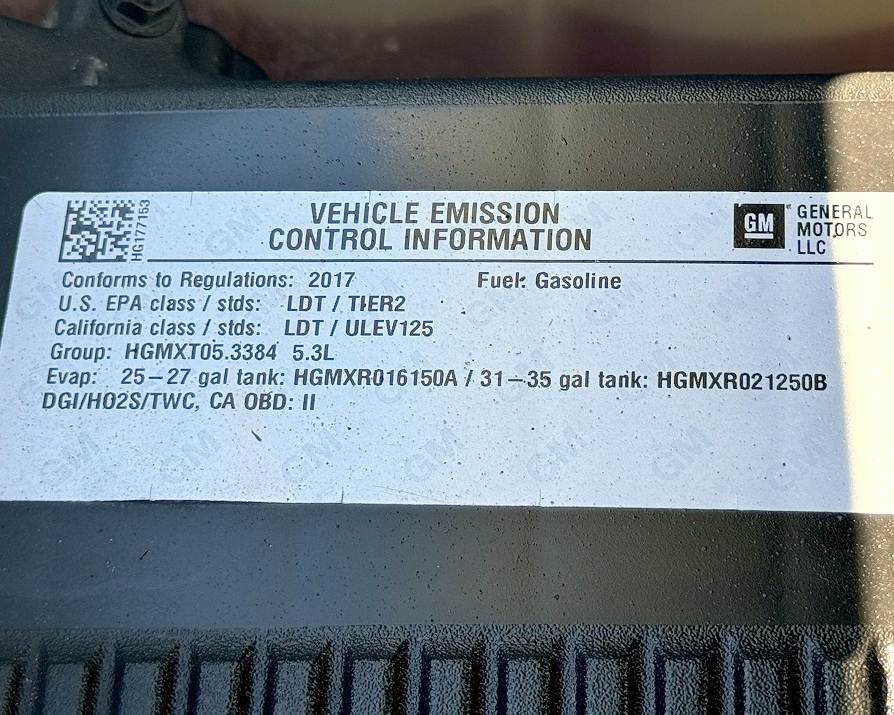 HG177153
VEHICLE EMISSION
CONTROL INFORMATION
GM
GENERAL
MOTORS
LLC
Conforms to Regulations: 2017 Fuel: Gasoline
U.S. EPA class / stds: LDT / TIER2
California class / stds: LDT / ULEV125
Group: HGMXT05.3384 5.3L
Evap: 25–27 gal tank: HGMXR016150A / 31–35 gal tank: HGMXR021250B
DGI/HO2S/TWC, CA OBD: II